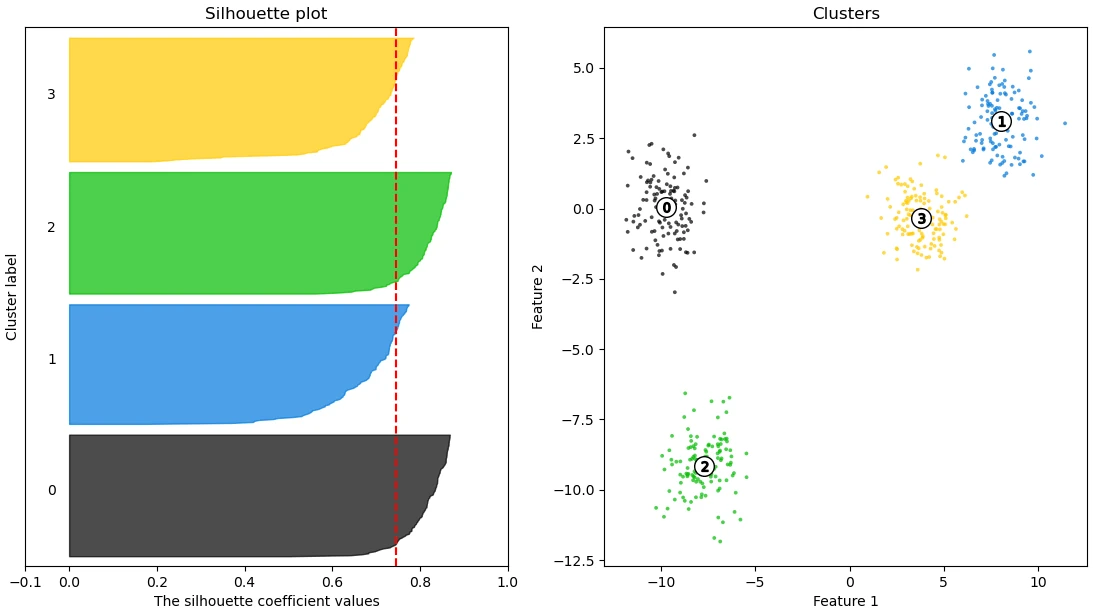 Silhouette plot
Cluster label
3
2
1
0
−0.1 0.0 0.2 0.4 0.6 0.8 1.0
The silhouette coefficient values
Clusters
Feature 2
5.0
2.5
0.0
−2.5
−5.0
−7.5
−10.0
−12.5
1
0
3
2
−10 −5 0 5 10
Feature 1